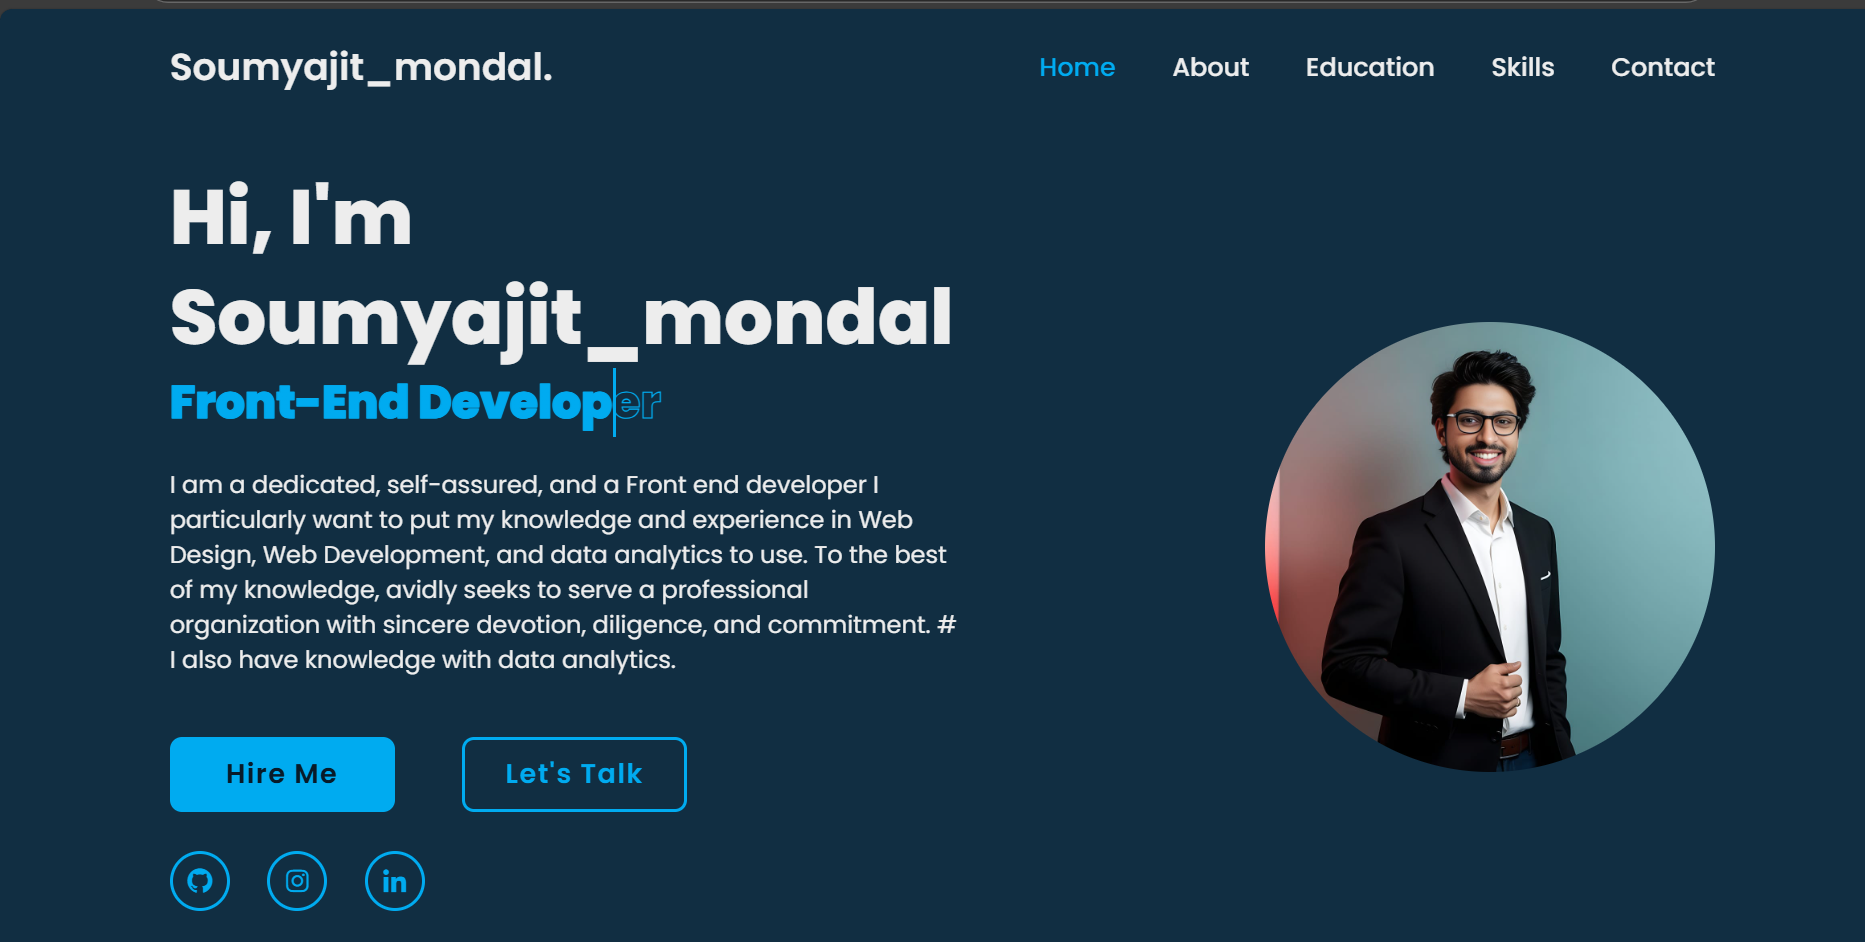 Soumyajit_mondal.
Home About Education Skills Contact
Hi, I'm
Soumyajit_mondal
Front-End Developer
I am a dedicated, self-assured, and a Front end developer I
particularly want to put my knowledge and experience in Web
Design, Web Development, and data analytics to use. To the best
of my knowledge, avidly seeks to serve a professional
organization with sincere devotion, diligence, and commitment. #
I also have knowledge with data analytics.
Hire Me
Let's Talk
in